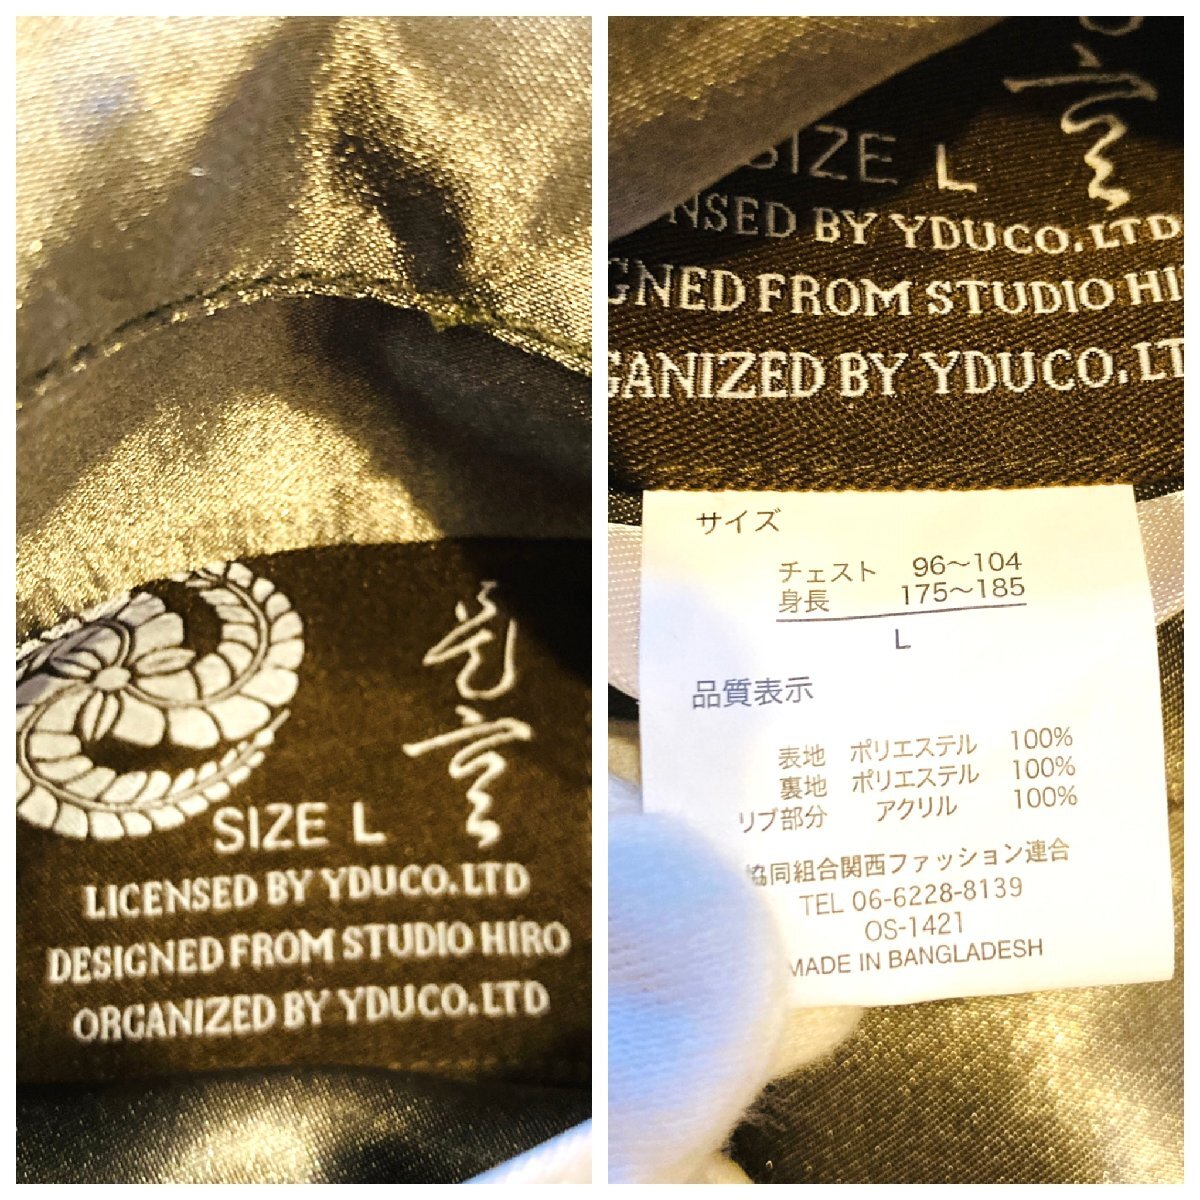 SIZE L
LICENSED BY YDUCO.LTD
DESIGNED FROM STUDIO HIRO
ORGANIZED BY YDUCO.LTD
SIZE L
NSED BY YDUCO.LTD
GNED FROM STUDIO HI
GANIZED BY YDUCO.LT
サイズ
チェスト 96〜104
身長 175〜185
L
品質表示
表地 ポリエステル 100%
裏地 ポリエステル 100%
リブ部分 アクリル 100%
協同組合関西ファッション連合
TEL 06-6228-8139
OS-1421
MADE IN BANGLADESH